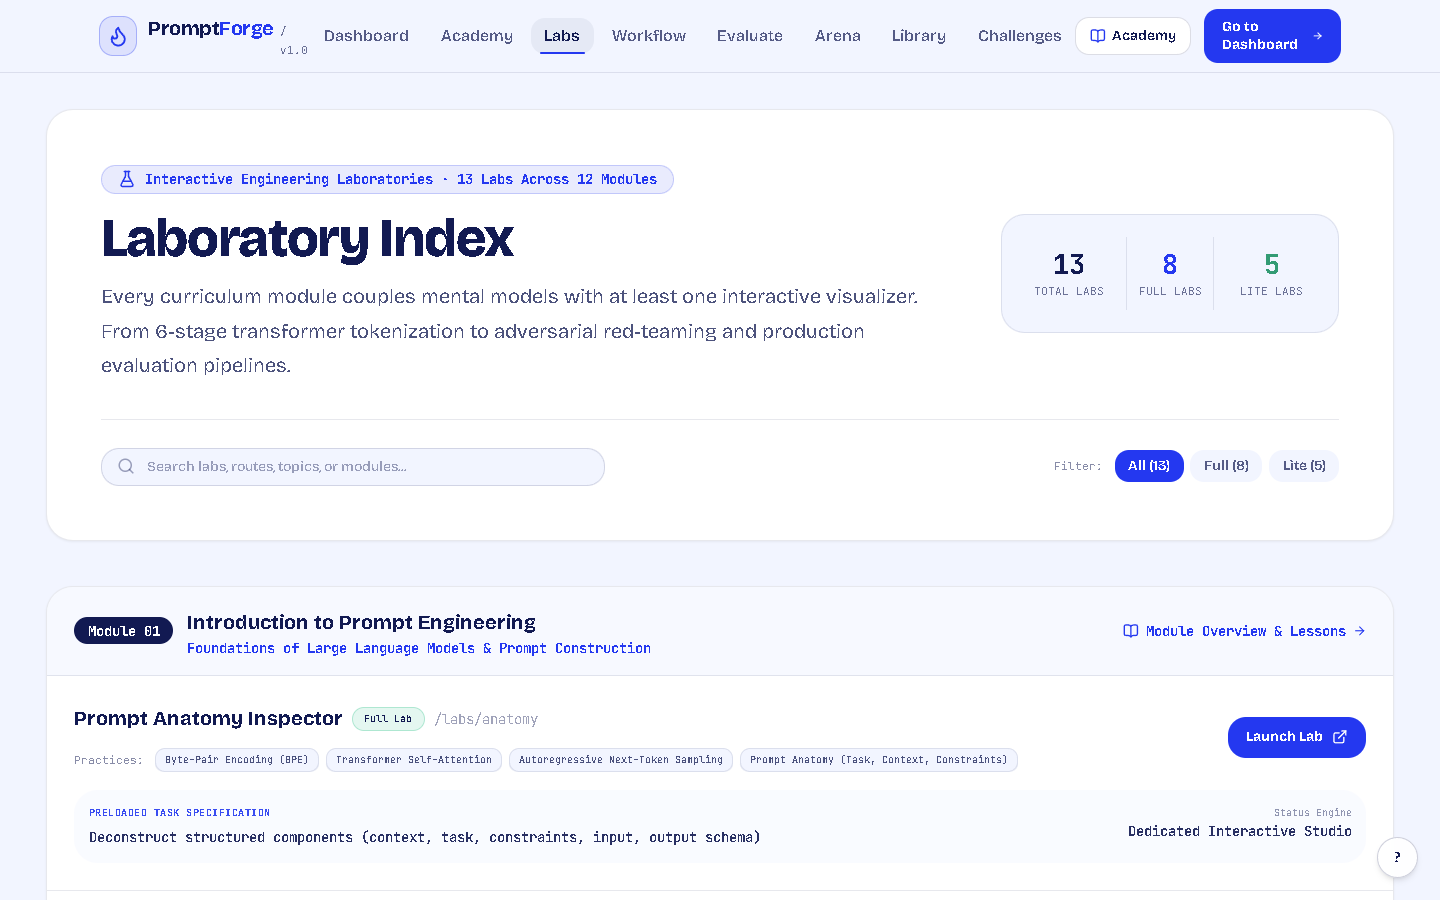 PromptForge / v1.0
Dashboard
Academy
Labs
Workflow
Evaluate
Arena
Library
Challenges
Academy
Go to
Dashboard
Interactive Engineering Laboratories · 13 Labs Across 12 Modules
Laboratory Index
Every curriculum module couples mental models with at least one interactive visualizer.
From 6-stage transformer tokenization to adversarial red-teaming and production
evaluation pipelines.
13
TOTAL LABS
8
FULL LABS
5
LITE LABS
Search labs, routes, topics, or modules...
Filter:
All (13)
Full (8)
Lite (5)
Module 01
Introduction to Prompt Engineering
Foundations of Large Language Models & Prompt Construction
Module Overview & Lessons
Prompt Anatomy Inspector
Full Lab
/labs/anatomy
Launch Lab
Practices:
Byte-Pair Encoding (BPE)
Transformer Self-Attention
Autoregressive Next-Token Sampling
Prompt Anatomy (Task, Context, Constraints)
PRELOADED TASK SPECIFICATION
Deconstruct structured components (context, task, constraints, input, output schema)
Status Engine
Dedicated Interactive Studio
?